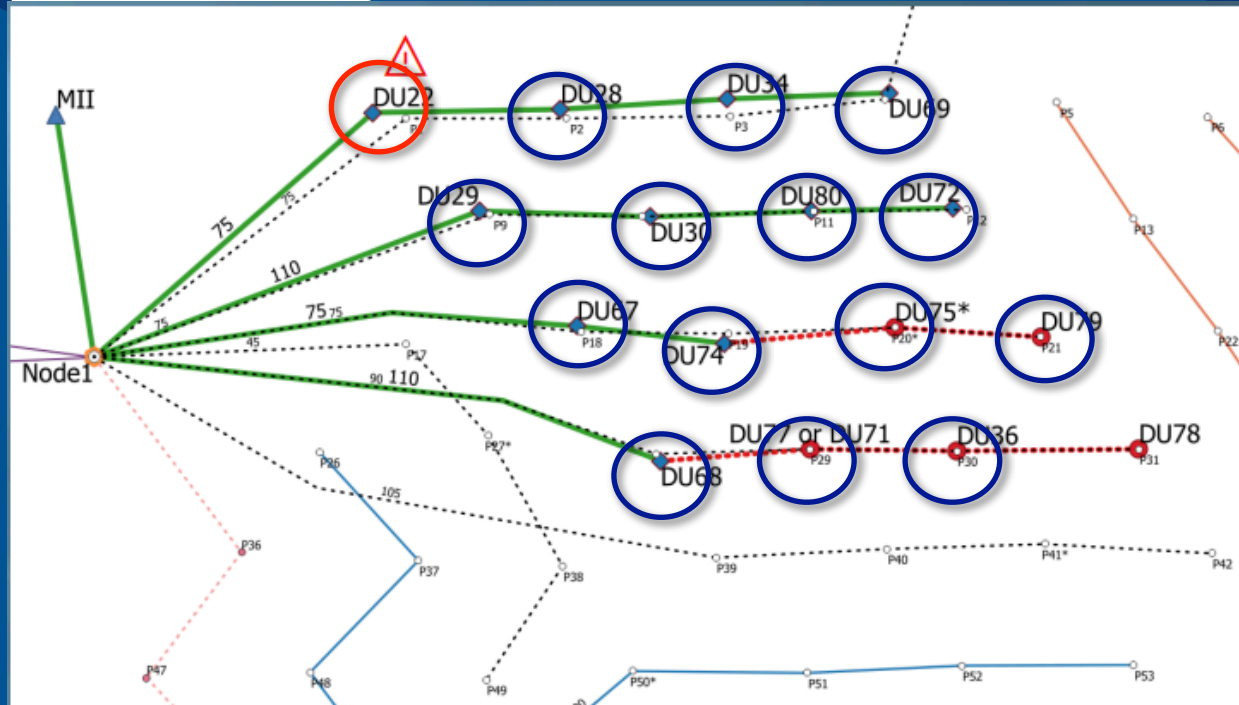 MII
DU22
DU28
DU34
DU69
P2
P3
P5
P6
75
75
DU29
DU30
DU80
DU72
P9
P11
P13
110
75
75 75
DU67
DU74
DU75*
DU79
P18
P20*
P21
P22
45
P17
Node1
90 110
DU68
DU77 or DU71
DU36
DU78
P29
P30
P31
P27*
P26
105
P36
P37
P38
P39
P40
P41*
P42
P47
P48
P49
P50*
P51
P52
P53